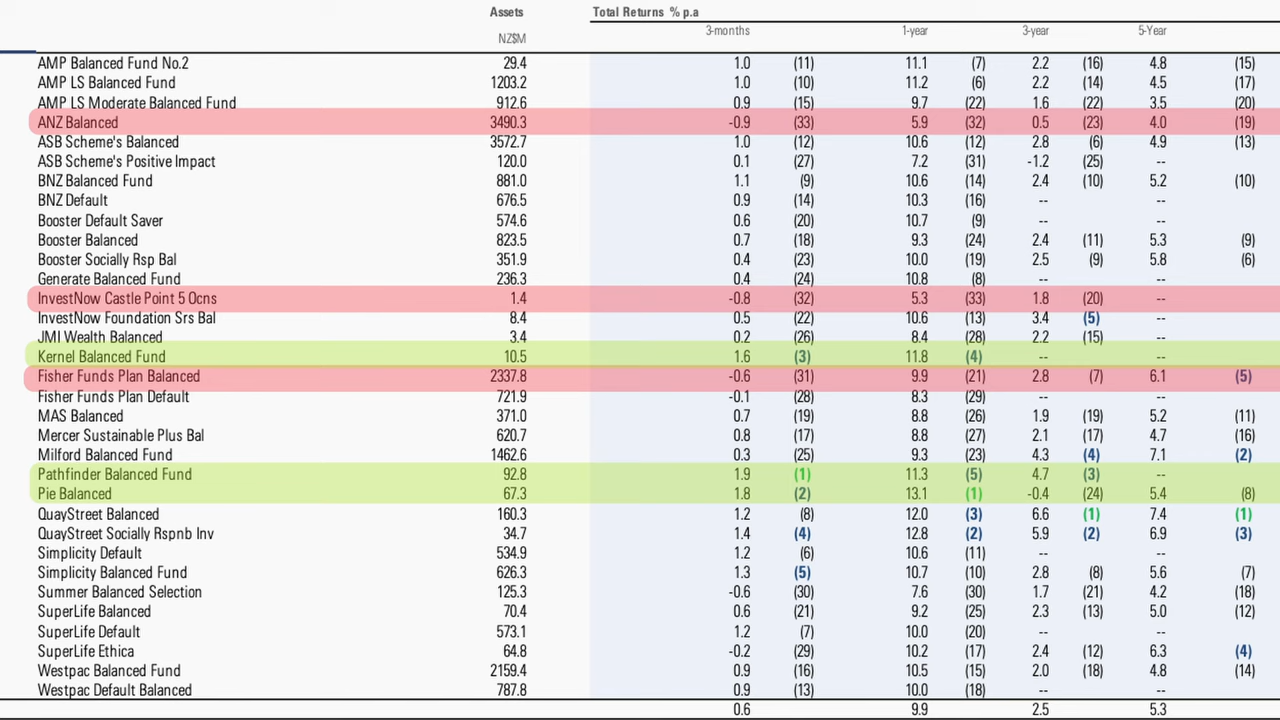 Assets Total Returns % p.a
NZ$M 3-months 1-year 3-year 5-Year
AMP Balanced Fund No.2 29.4 1.0 (11) 11.1 (7) 2.2 (16) 4.8 (15)
AMP LS Balanced Fund 1203.2 1.0 (10) 11.2 (6) 2.2 (14) 4.5 (17)
AMP LS Moderate Balanced Fund 912.6 0.9 (15) 9.7 (22) 1.6 (22) 3.5 (20)
ANZ Balanced 3490.3 -0.9 (33) 5.9 (32) 0.5 (23) 4.0 (19)
ASB Scheme's Balanced 3572.7 1.0 (12) 10.6 (12) 2.8 (6) 4.9 (13)
ASB Scheme's Positive Impact 120.0 0.1 (27) 7.2 (31) -1.2 (25) --
BNZ Balanced Fund 881.0 1.1 (9) 10.6 (14) 2.4 (10) 5.2 (10)
BNZ Default 676.5 0.9 (14) 10.3 (16) -- --
Booster Default Saver 574.6 0.6 (20) 10.7 (9) -- --
Booster Balanced 823.5 0.7 (18) 9.3 (24) 2.4 (11) 5.3 (9)
Booster Socially Rsp Bal 351.9 0.4 (23) 10.0 (19) 2.5 (9) 5.8 (6)
Generate Balanced Fund 236.3 0.4 (24) 10.8 (8) -- --
InvestNow Castle Point 5 Ocns 1.4 -0.8 (32) 5.3 (33) 1.8 (20) --
InvestNow Foundation Srs Bal 8.4 0.5 (22) 10.6 (13) 3.4 (5) --
JMI Wealth Balanced 3.4 0.2 (26) 8.4 (28) 2.2 (15)
Kernel Balanced Fund 10.5 1.6 (3) 11.8 (4) -- --
Fisher Funds Plan Balanced 2337.8 -0.6 (31) 9.9 (21) 2.8 (7) 6.1 (5)
Fisher Funds Plan Default 721.9 -0.1 (28) 8.3 (29) -- --
MAS Balanced 371.0 0.7 (19) 8.8 (26) 1.9 (19) 5.2 (11)
Mercer Sustainable Plus Bal 620.7 0.8 (17) 8.8 (27) 2.1 (17) 4.7 (16)
Milford Balanced Fund 1462.6 0.3 (25) 9.3 (23) 4.3 (4) 7.1 (2)
Pathfinder Balanced Fund 92.8 1.9 (1) 11.3 (5) 4.7 (3) --
Pie Balanced 67.3 1.8 (2) 13.1 (1) -0.4 (24) 5.4 (8)
QuayStreet Balanced 160.3 1.2 (8) 12.0 (3) 6.6 (1) 7.4 (1)
QuayStreet Socially Rspnb Inv 34.7 1.4 (4) 12.8 (2) 5.9 (2) 6.9 (3)
Simplicity Default 534.9 1.2 (6) 10.6 (11) -- --
Simplicity Balanced Fund 626.3 1.3 (5) 10.7 (10) 2.8 (8) 5.6 (7)
Summer Balanced Selection 125.3 -0.6 (30) 7.6 (30) 1.7 (21) 4.2 (18)
SuperLife Balanced 70.4 0.6 (21) 9.2 (25) 2.3 (13) 5.0 (12)
SuperLife Default 573.1 1.2 (7) 10.0 (20) -- --
SuperLife Ethica 64.8 -0.2 (29) 10.2 (17) 2.4 (12) 6.3 (4)
Westpac Balanced Fund 2159.4 0.9 (16) 10.5 (15) 2.0 (18) 4.8 (14)
Westpac Default Balanced 787.8 0.9 (13) 10.0 (18) -- --
0.6 9.9 2.5 5.3